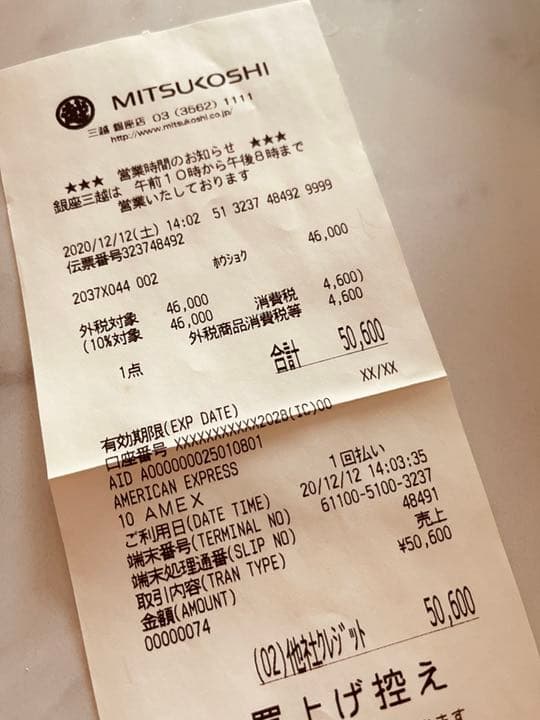 MITSUKOSHI
三越 銀座店 03 (3562) 1111
http://www.mitsukoshi.co.jp/
★★★ 営業時間のお知らせ ★★★
銀座三越は 午前10時から午後8時まで
営業いたしております
2020/12/12(土) 14:02 51 3237 48492 9999
伝票番号323748492
2037X044 002 ホウショク 46,000
外税対象 46,000 消費税 4,600)
(10%対象 46,000 外税商品消費税等 4,600
1点 合計 50,600
有効期限(EXP DATE) XX/XX
口座番号 XXXXXXXXXXX2028(IC)00
AID A000000025010801
AMERICAN EXPRESS
10 AMEX 1回払い
ご利用日(DATE TIME) 20/12/12 14:03:35
端末番号(TERMINAL NO) 61100-5100-3237
端末処理通番(SLIP NO) 48491
取引内容(TRAN TYPE) 売上
金額(AMOUNT) ¥50,600
00000074
(02)他社クレジット 50,600
買上げ控え